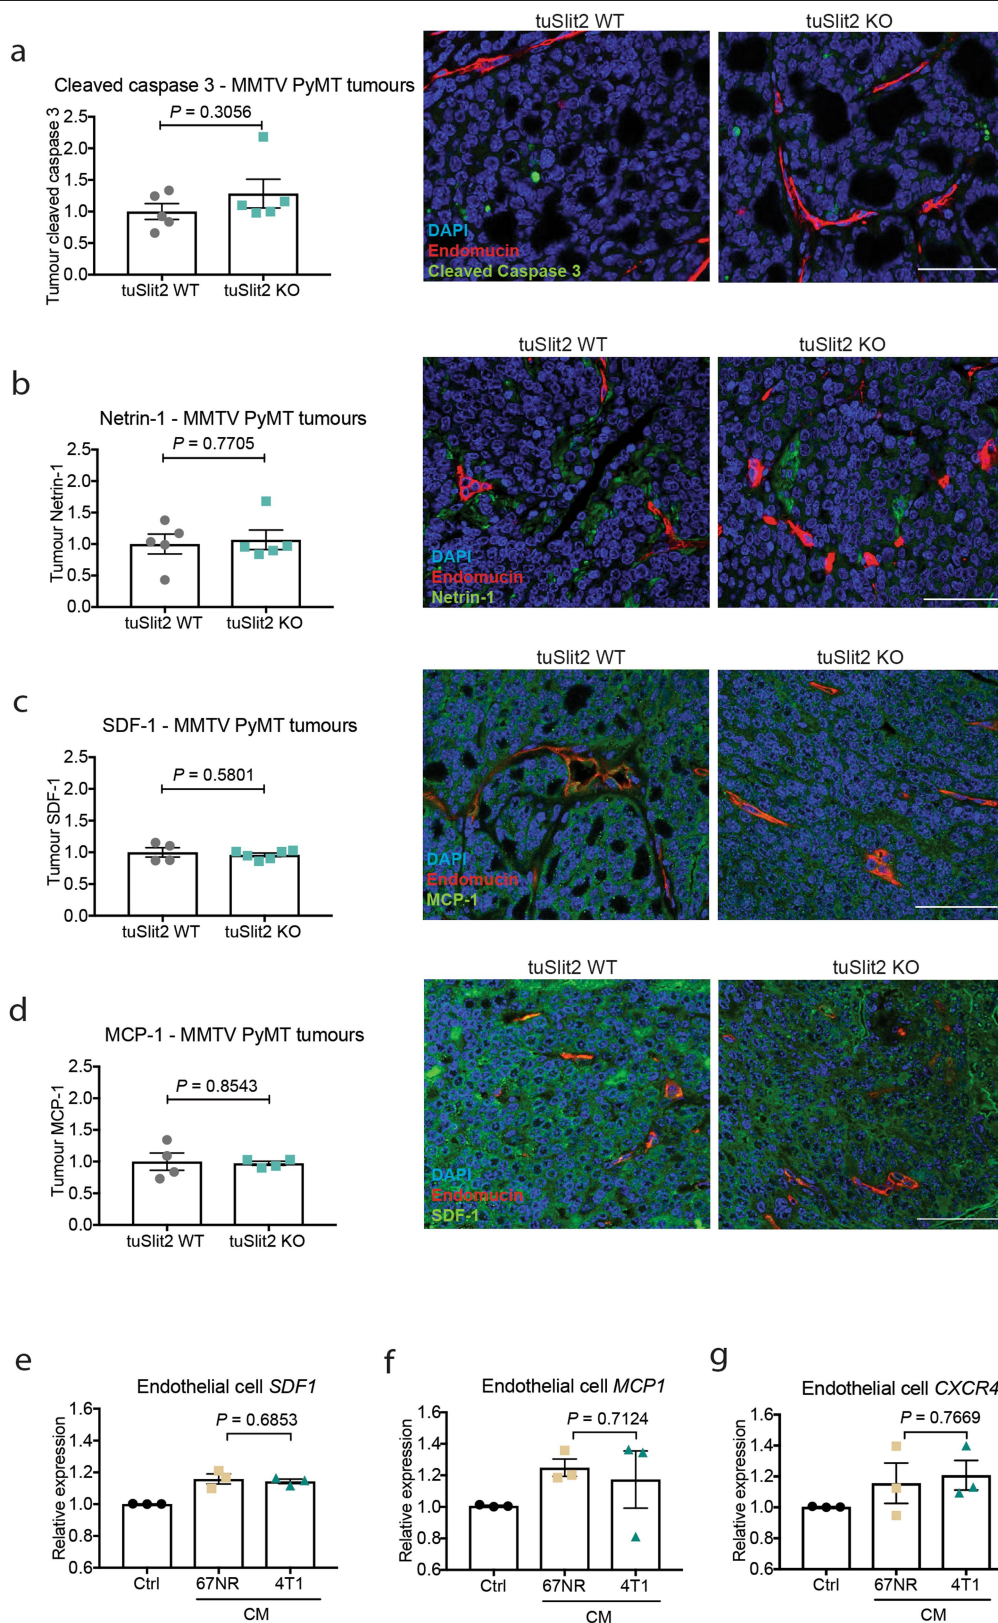 a
Cleaved caspase 3 - MMTV PyMT tumours
Tumour cleaved caspase 3
2.5
2.0
1.5
1.0
0.5
0.0
P = 0.3056
tuSlit2 WT
tuSlit2 KO
tuSlit2 WT
tuSlit2 KO
DAPI
Endomucin
Cleaved Caspase 3
b
Netrin-1 - MMTV PyMT tumours
Tumour Netrin-1
2.5
2.0
1.5
1.0
0.5
0.0
P = 0.7705
tuSlit2 WT
tuSlit2 KO
tuSlit2 WT
tuSlit2 KO
DAPI
Endomucin
Netrin-1
c
SDF-1 - MMTV PyMT tumours
Tumour SDF-1
2.5
2.0
1.5
1.0
0.5
0.0
P = 0.5801
tuSlit2 WT
tuSlit2 KO
tuSlit2 WT
tuSlit2 KO
DAPI
Endomucin
MCP-1
d
MCP-1 - MMTV PyMT tumours
Tumour MCP-1
2.5
2.0
1.5
1.0
0.5
0.0
P = 0.8543
tuSlit2 WT
tuSlit2 KO
tuSlit2 WT
tuSlit2 KO
DAPI
Endomucin
SDF-1
e
Endothelial cell SDF1
Relative expression
1.6
1.4
1.2
1.0
0.8
0.6
P = 0.6853
Ctrl
67NR
4T1
CM
f
Endothelial cell MCP1
Relative expression
1.6
1.4
1.2
1.0
0.8
0.6
P = 0.7124
Ctrl
67NR
4T1
CM
g
Endothelial cell CXCR4
Relative expression
1.6
1.4
1.2
1.0
0.8
0.6
P = 0.7669
Ctrl
67NR
4T1
CM